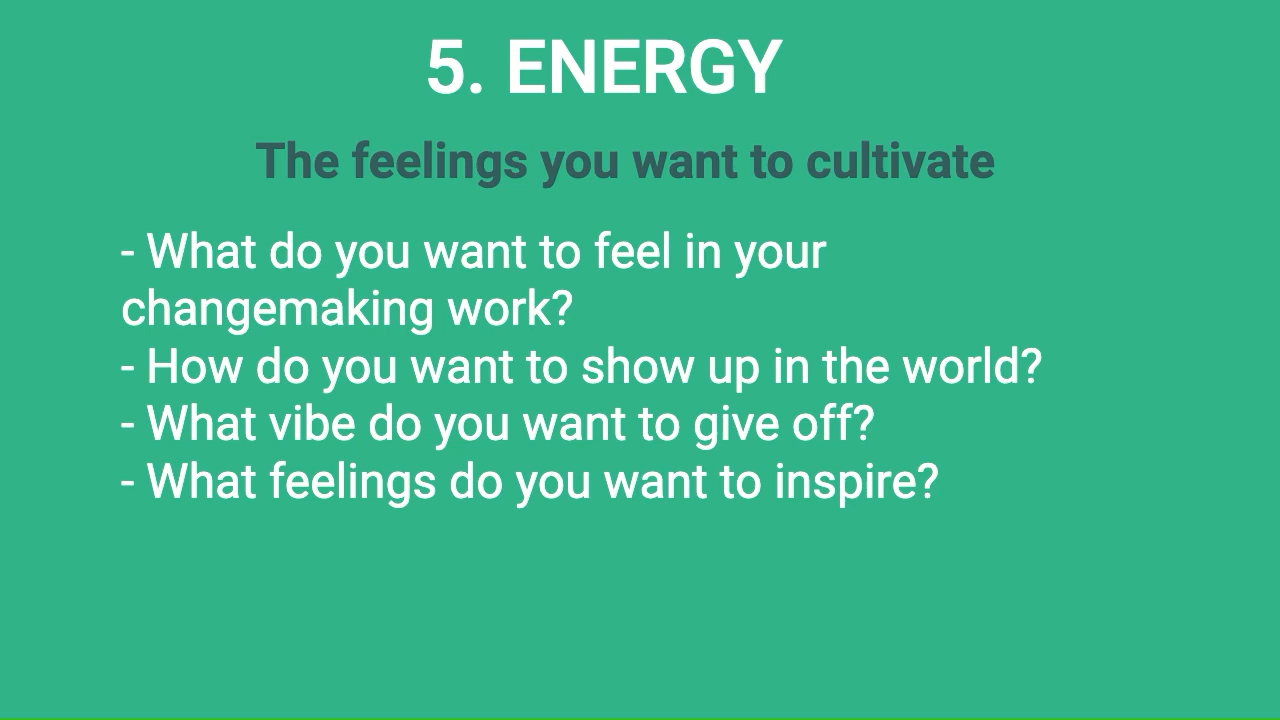 5. ENERGY
The feelings you want to cultivate
- What do you want to feel in your
changemaking work?
- How do you want to show up in the world?
- What vibe do you want to give off?
- What feelings do you want to inspire?